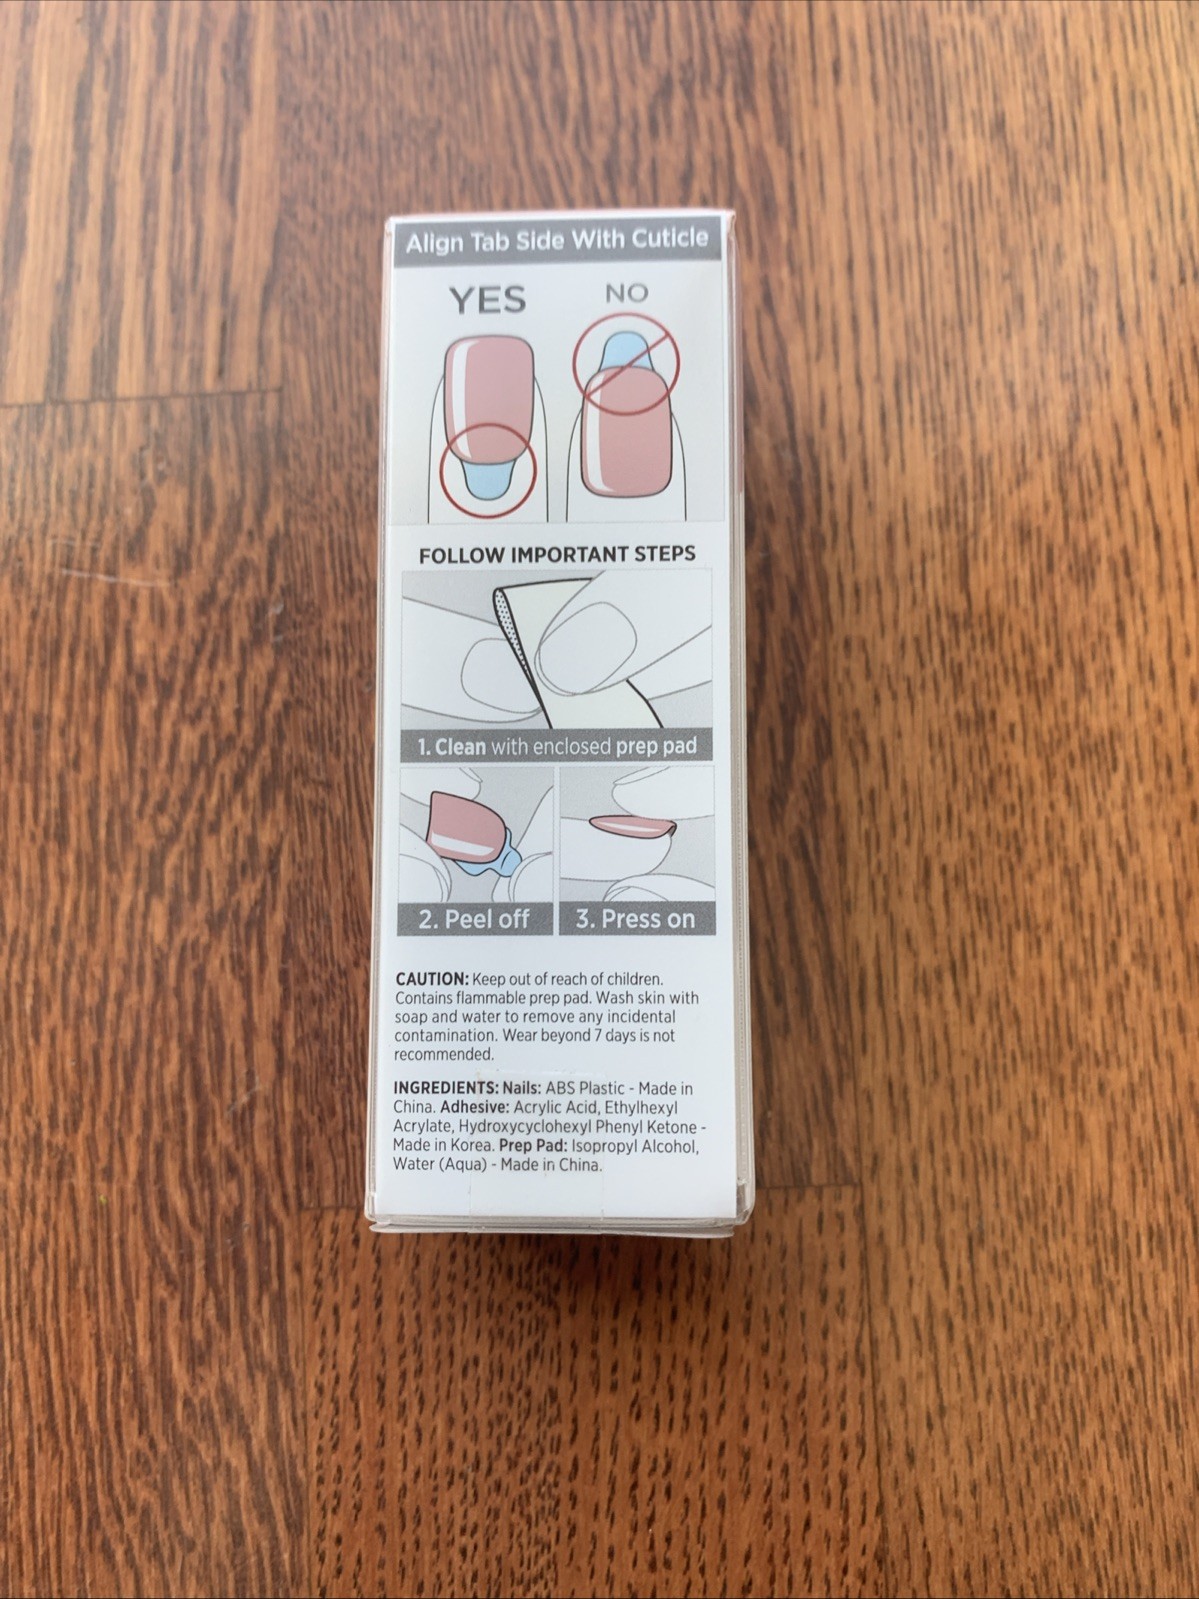 Align Tab Side With Cuticle
YES
NO
FOLLOW IMPORTANT STEPS
1. Clean with enclosed prep pad
2. Peel off
3. Press on
CAUTION: Keep out of reach of children.
Contains flammable prep pad. Wash skin with
soap and water to remove any incidental
contamination. Wear beyond 7 days is not
recommended.
INGREDIENTS: Nails: ABS Plastic - Made in
China. Adhesive: Acrylic Acid, Ethylhexyl
Acrylate, Hydroxycyclohexyl Phenyl Ketone -
Made in Korea. Prep Pad: Isopropyl Alcohol,
Water (Aqua) - Made in China.